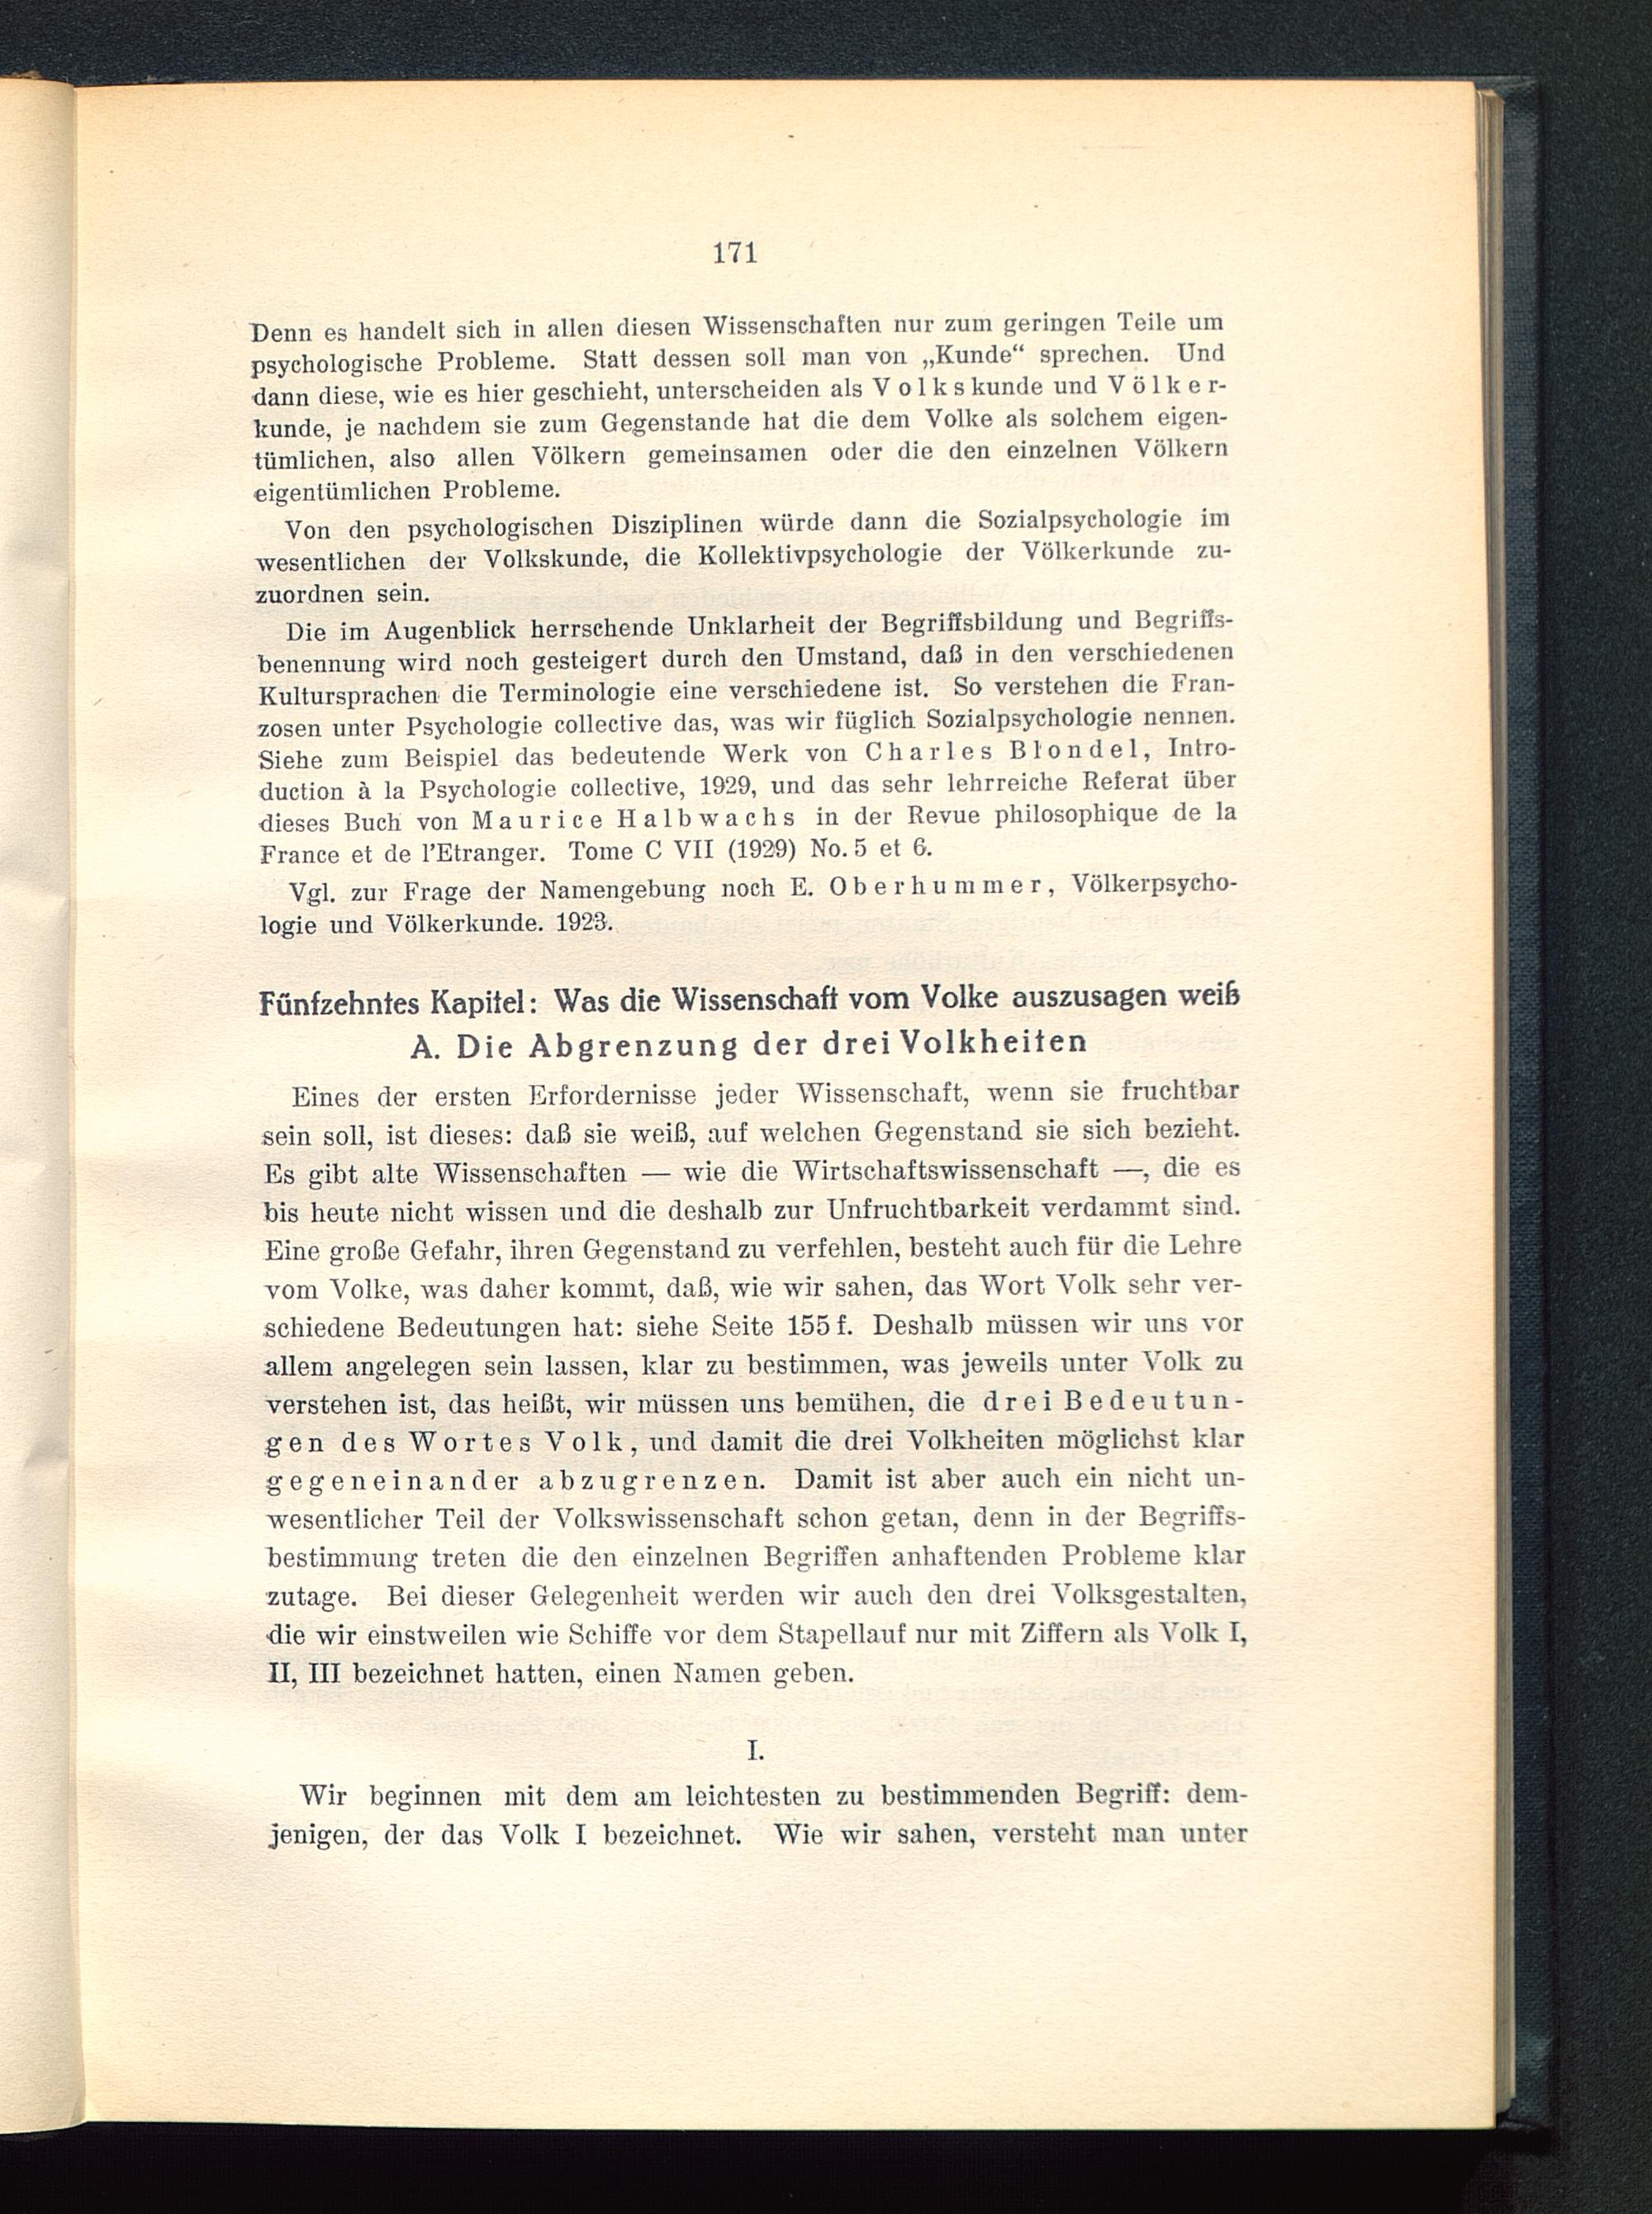 171
Denn es handelt sich in allen diesen Wissenschaften nur zum geringen Teile um
psychologische Probleme. Statt dessen soll man von „Kunde“ sprechen. Und
dann diese, wie es hier geschieht, unterscheiden als Volkskunde und Völker-
kunde, je nachdem sie zum Gegenstande hat die dem Volke als solchem eigen-
tümlichen, also allen Völkern gemeinsamen oder die den einzelnen Völkern
eigentümlichen Probleme.
Von den psychologischen Disziplinen würde dann die Sozialpsychologie im
wesentlichen der Volkskunde, die Kollektivpsychologie der Völkerkunde zu-
zuordnen sein.
Die im Augenblick herrschende Unklarheit der Begriffsbildung und Begriffs-
benennung wird noch gesteigert durch den Umstand, daß in den verschiedenen
Kultursprachen die Terminologie eine verschiedene ist. So verstehen die Fran-
zosen unter Psychologie collective das, was wir füglich Sozialpsychologie nennen.
Siehe zum Beispiel das bedeutende Werk von Charles Blondel, Intro-
duction à la Psychologie collective, 1929, und das sehr lehrreiche Referat über
dieses Buch von Maurice Halbwachs in der Revue philosophique de la
France et de l'Etranger. Tome C VII (1929) No. 5 et 6.
Vgl. zur Frage der Namengebung noch E. Oberhummer, Völkerpsycho-
logie und Völkerkunde. 1923.
Fünfzehntes Kapitel: Was die Wissenschaft vom Volke auszusagen weiß
A. Die Abgrenzung der drei Volkheiten
Eines der ersten Erfordernisse jeder Wissenschaft, wenn sie fruchtbar
sein soll, ist dieses: daß sie weiß, auf welchen Gegenstand sie sich bezieht.
Es gibt alte Wissenschaften — wie die Wirtschaftswissenschaft —, die es
bis heute nicht wissen und die deshalb zur Unfruchtbarkeit verdammt sind.
Eine große Gefahr, ihren Gegenstand zu verfehlen, besteht auch für die Lehre
vom Volke, was daher kommt, daß, wie wir sahen, das Wort Volk sehr ver-
schiedene Bedeutungen hat: siehe Seite 155 f. Deshalb müssen wir uns vor
allem angelegen sein lassen, klar zu bestimmen, was jeweils unter Volk zu
verstehen ist, das heißt, wir müssen uns bemühen, die drei Bedeutun-
gen des Wortes Volk, und damit die drei Volkheiten möglichst klar
gegeneinander abzugrenzen. Damit ist aber auch ein nicht un-
wesentlicher Teil der Volkswissenschaft schon getan, denn in der Begriffs-
bestimmung treten die den einzelnen Begriffen anhaftenden Probleme klar
zutage. Bei dieser Gelegenheit werden wir auch den drei Volksgestalten,
die wir einstweilen wie Schiffe vor dem Stapellauf nur mit Ziffern als Volk I,
II, III bezeichnet hatten, einen Namen geben.
I.
Wir beginnen mit dem am leichtesten zu bestimmenden Begriff: dem-
jenigen, der das Volk I bezeichnet. Wie wir sahen, versteht man unter